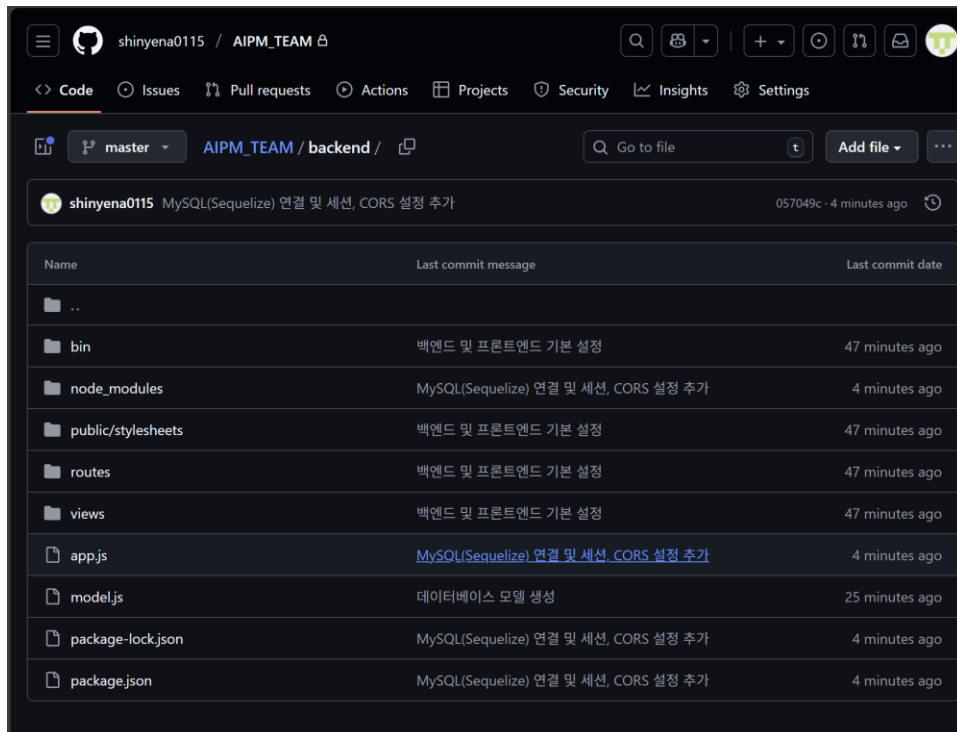 shinyena0115 / AIPM_TEAM
Code Issues Pull requests Actions Projects Security Insights Settings
master AIPM_TEAM / backend / Go to file t Add file
shinyena0115 MySQL(Sequelize) 연결 및 세션, CORS 설정 추가 057049c · 4 minutes ago
Name Last commit message Last commit date
..
bin 백엔드 및 프론트엔드 기본 설정 47 minutes ago
node_modules MySQL(Sequelize) 연결 및 세션, CORS 설정 추가 4 minutes ago
public/stylesheets 백엔드 및 프론트엔드 기본 설정 47 minutes ago
routes 백엔드 및 프론트엔드 기본 설정 47 minutes ago
views 백엔드 및 프론트엔드 기본 설정 47 minutes ago
app.js MySQL(Sequelize) 연결 및 세션, CORS 설정 추가 4 minutes ago
model.js 데이터베이스 모델 생성 25 minutes ago
package-lock.json MySQL(Sequelize) 연결 및 세션, CORS 설정 추가 4 minutes ago
package.json MySQL(Sequelize) 연결 및 세션, CORS 설정 추가 4 minutes ago